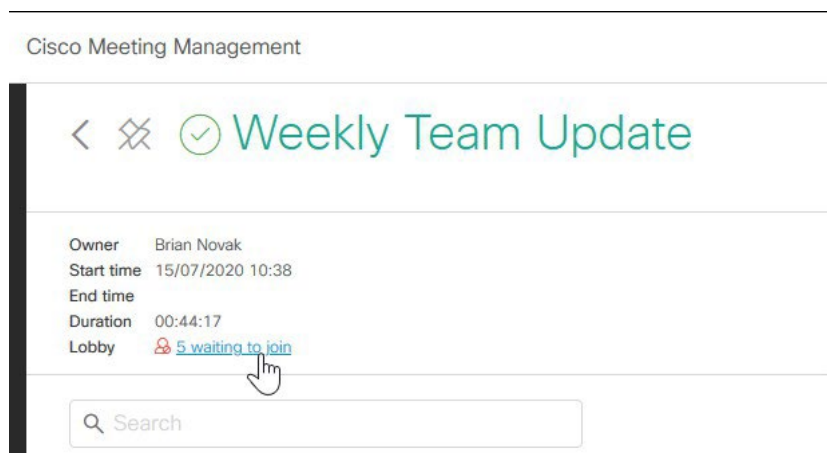 Cisco Meeting Management
Weekly Team Update
Owner Brian Novak
Start time 15/07/2020 10:38
End time
Duration 00:44:17
Lobby 5 waiting to join
Search